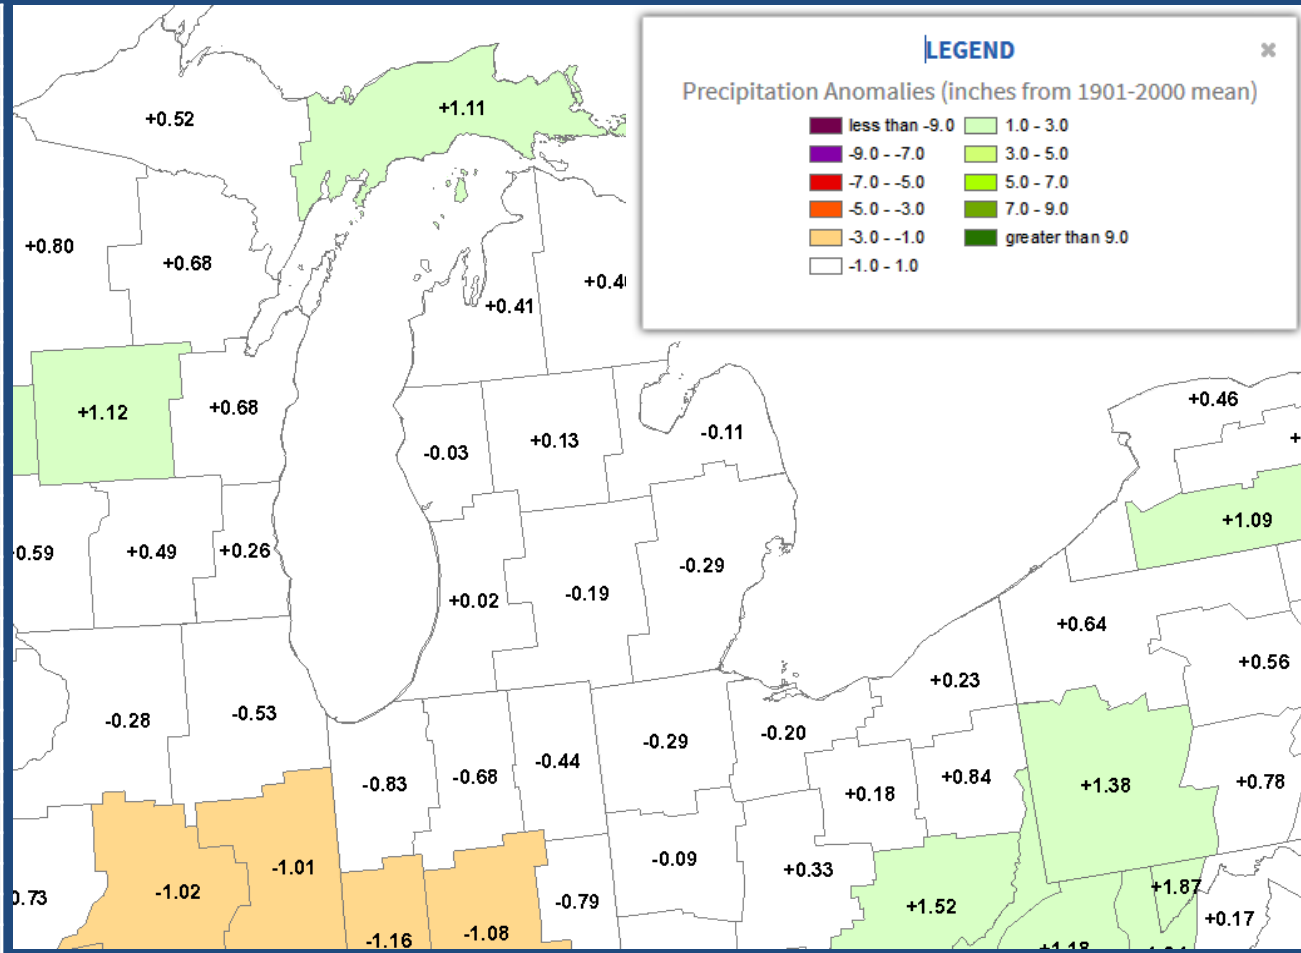 LEGEND
Precipitation Anomalies (inches from 1901-2000 mean)
less than -9.0 1.0 - 3.0
-9.0 - -7.0 3.0 - 5.0
-7.0 - -5.0 5.0 - 7.0
-5.0 - -3.0 7.0 - 9.0
-3.0 - -1.0 greater than 9.0
-1.0 - 1.0
+0.52 +1.11
+0.80 +0.68
+0.41
+1.12 +0.68 +0.46
-0.03 +0.13 -0.11
+1.09
0.59 +0.49 +0.26 -0.29
+0.02 -0.19 +0.64
+0.23 +0.56
-0.28 -0.53
-0.29 -0.20
-0.83 -0.68 -0.44 +0.18 +0.84 +1.38 +0.78
-1.02 -1.01 -0.79 -0.09 +0.33 +1.87
0.73 +1.52 +0.17
-1.16 -1.08 +1.18